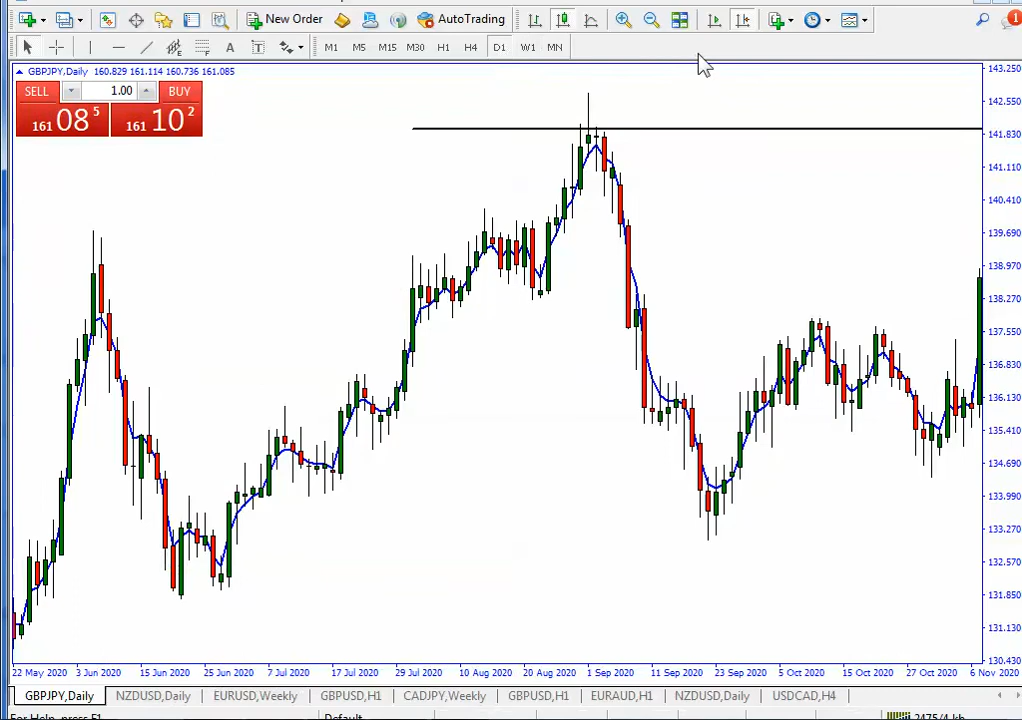 New Order AutoTrading 1
A T M1 M5 M15 M30 H1 H4 D1 W1 MN
GBPJPY,Daily 160.829 161.114 160.736 161.085
SELL 1.00 BUY
161 08 5 161 10 2
143.250
142.550
141.830
141.110
140.410
139.690
138.970
138.270
137.550
136.830
136.130
135.410
134.690
133.990
133.270
132.570
131.850
131.130
130.430
22 May 2020 3 Jun 2020 15 Jun 2020 25 Jun 2020 7 Jul 2020 17 Jul 2020 29 Jul 2020 10 Aug 2020 20 Aug 2020 1 Sep 2020 11 Sep 2020 23 Sep 2020 5 Oct 2020 15 Oct 2020 27 Oct 2020 6 Nov 2020
GBPJPY,Daily NZDUSD,Daily EURUSD,Weekly GBPUSD,H1 CADJPY,Weekly GBPUSD,H1 EURAUD,H1 NZDUSD,Daily USDCAD,H4
For Help, press F1 Default 2475/4 kb